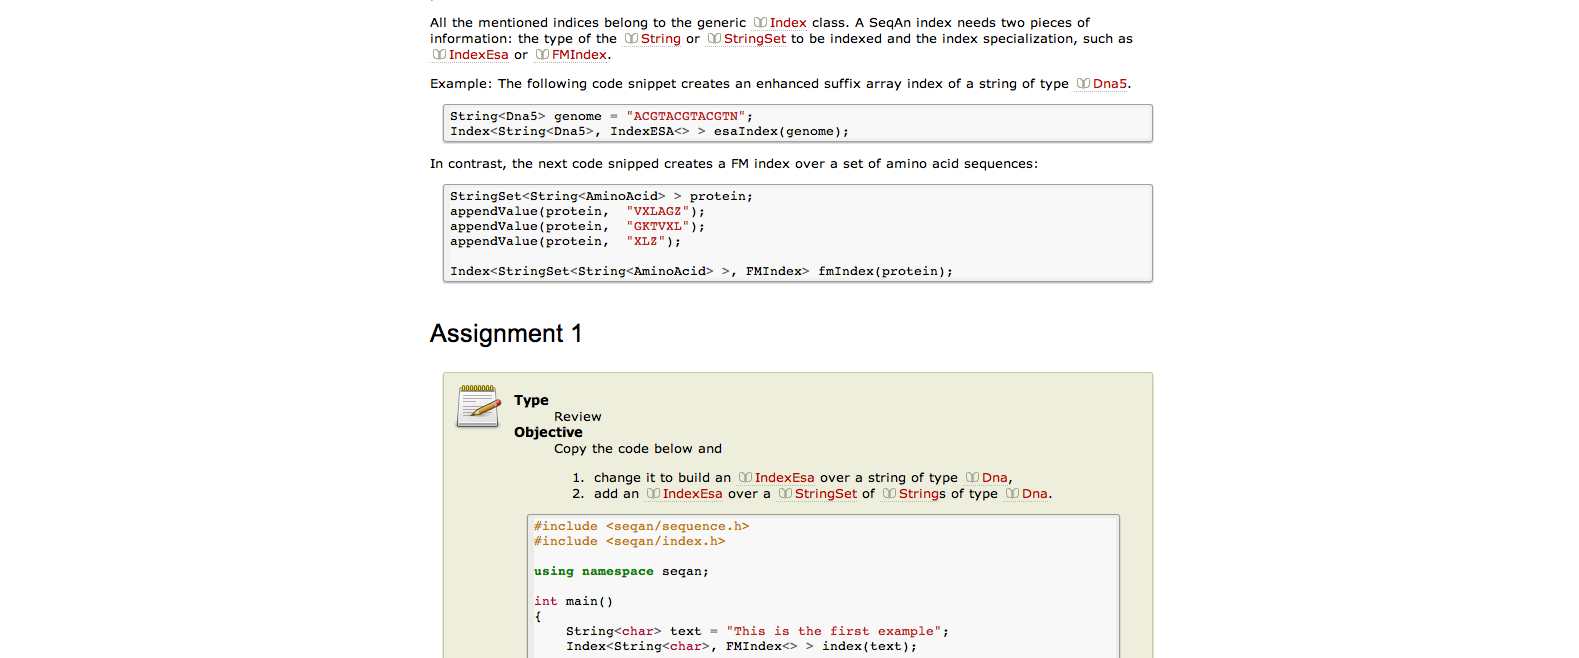 All the mentioned indices belong to the generic Index class. A SeqAn index needs two pieces of
information: the type of the String or StringSet to be indexed and the index specialization, such as
IndexEsa or FMIndex.
Example: The following code snippet creates an enhanced suffix array index of a string of type Dna5.
String<Dna5> genome = "ACGTACGTACGTN";
Index<String<Dna5>, IndexESA<> > esaIndex(genome);
In contrast, the next code snipped creates a FM index over a set of amino acid sequences:
StringSet<String<AminoAcid> > protein;
appendValue(protein,  "VXLAGZ");
appendValue(protein,  "GKTVXL");
appendValue(protein,  "XLZ");
Index<StringSet<String<AminoAcid> >, FMIndex> fmIndex(protein);
Assignment 1
Type
Review
Objective
Copy the code below and
1. change it to build an IndexEsa over a string of type Dna,
2. add an IndexEsa over a StringSet of Strings of type Dna.
#include <seqan/sequence.h>
#include <seqan/index.h>
using namespace seqan;
int main()
{
String<char> text = "This is the first example";
Index<String<char>, FMIndex<> > index(text);